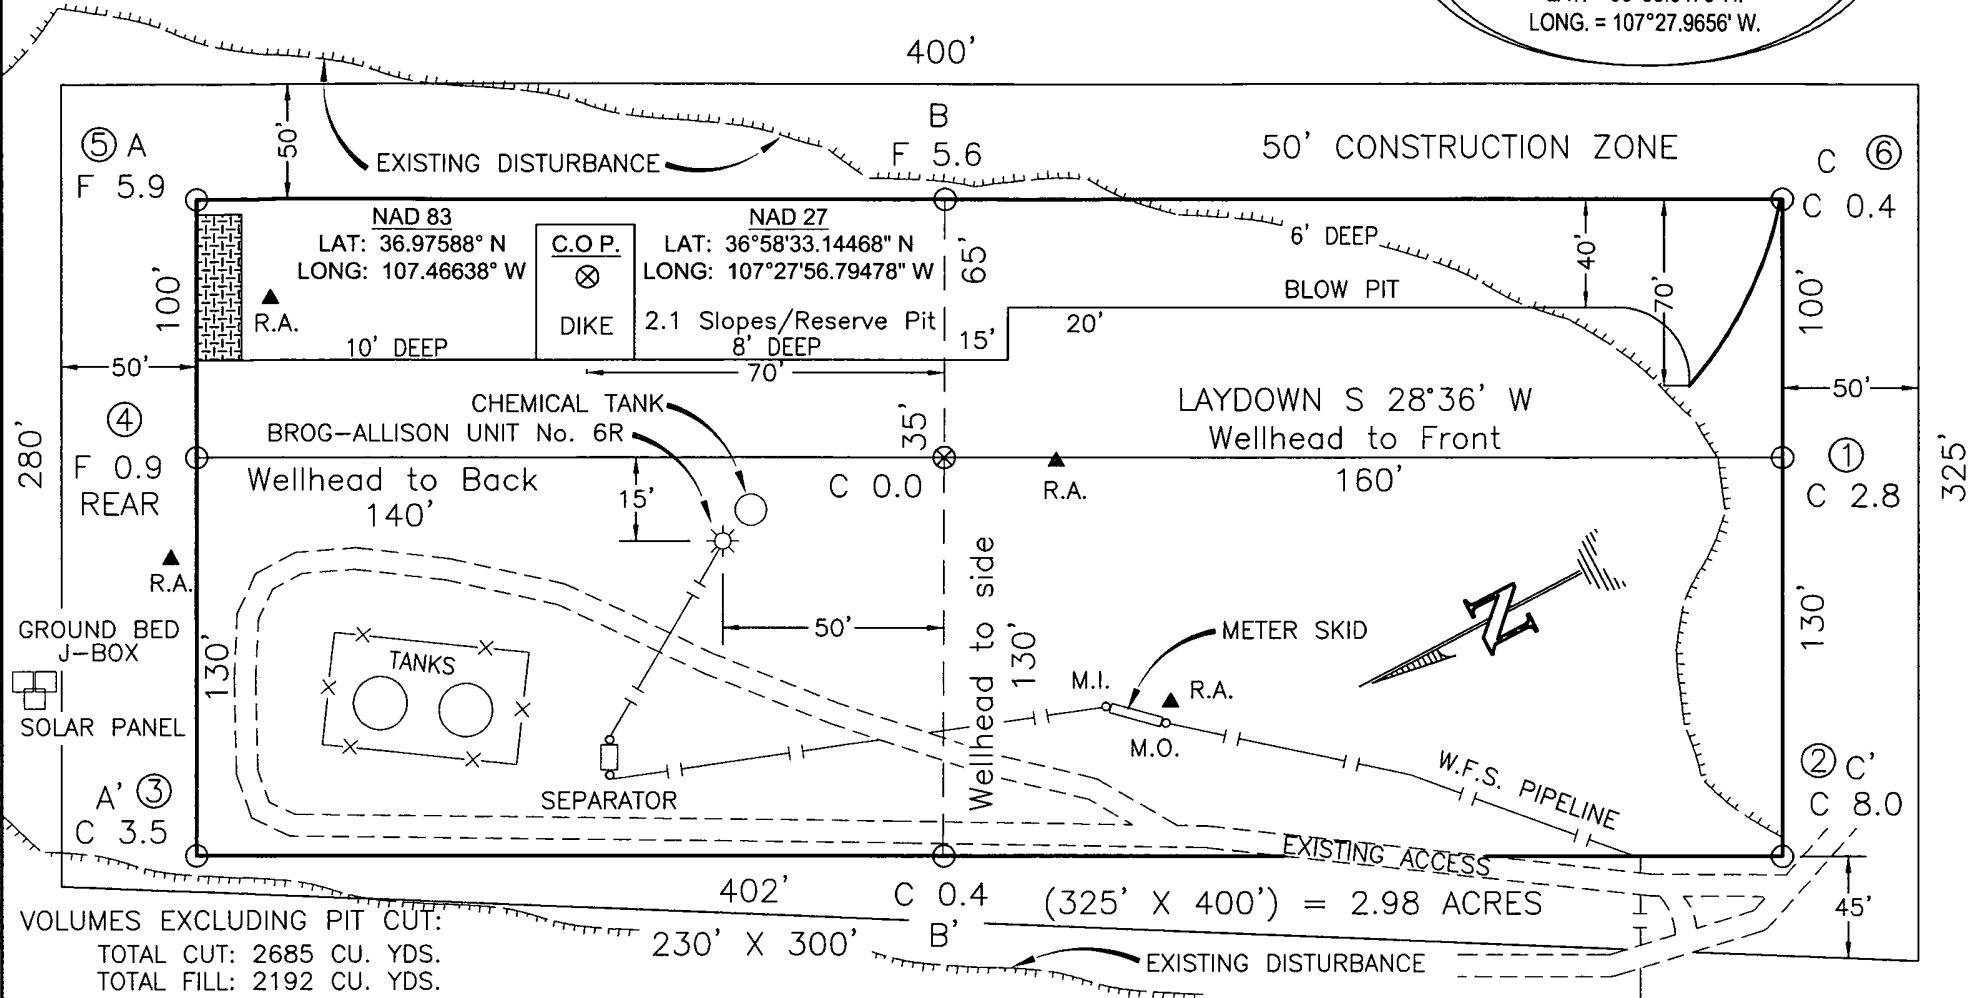 LONG. = 107°27.9656' W.
400'
50'
⑤ A
F 5.9
EXISTING DISTURBANCE
B
F 5.6
50' CONSTRUCTION ZONE
C ⑥
C 0.4
NAD 83
LAT: 36.97588° N
LONG: 107.46638° W
C.O.P.
DIKE
NAD 27
LAT: 36°58'33.14468" N
LONG: 107°27'56.79478" W
2.1 Slopes/Reserve Pit
8' DEEP
10' DEEP
R.A.
100'
65'
15'
20'
6' DEEP
BLOW PIT
40'
70'
100'
50'
70'
50'
CHEMICAL TANK
BROG-ALLISON UNIT No. 6R
35'
LAYDOWN S 28°36' W
Wellhead to Front
160'
④
F 0.9
REAR
280'
Wellhead to Back
140'
15'
C 0.0
R.A.
①
C 2.8
325'
R.A.
GROUND BED
J-BOX
SOLAR PANEL
130'
TANKS
50'
Wellhead to side
130'
METER SKID
M.I.
R.A.
M.O.
N
130'
W.F.S. PIPELINE
SEPARATOR
A' ③
C 3.5
② C'
C 8.0
EXISTING ACCESS
402'
C 0.4
B'
(325' X 400') = 2.98 ACRES
45'
230' X 300'
EXISTING DISTURBANCE
VOLUMES EXCLUDING PIT CUT:
TOTAL CUT: 2685 CU. YDS.
TOTAL FILL: 2192 CU. YDS.